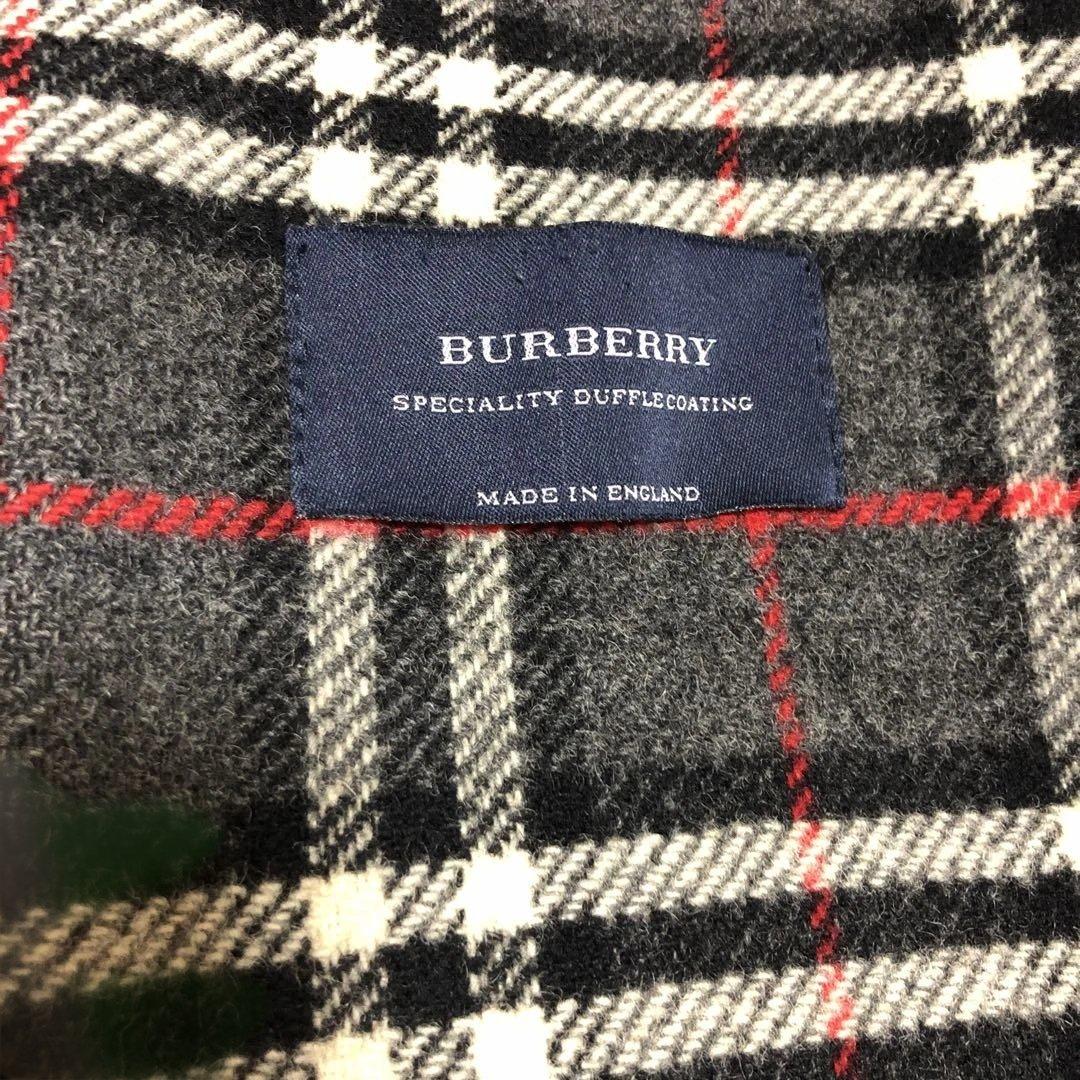 BURBERRY
SPECIALITY DUFFLECOATING
MADE IN ENGLAND